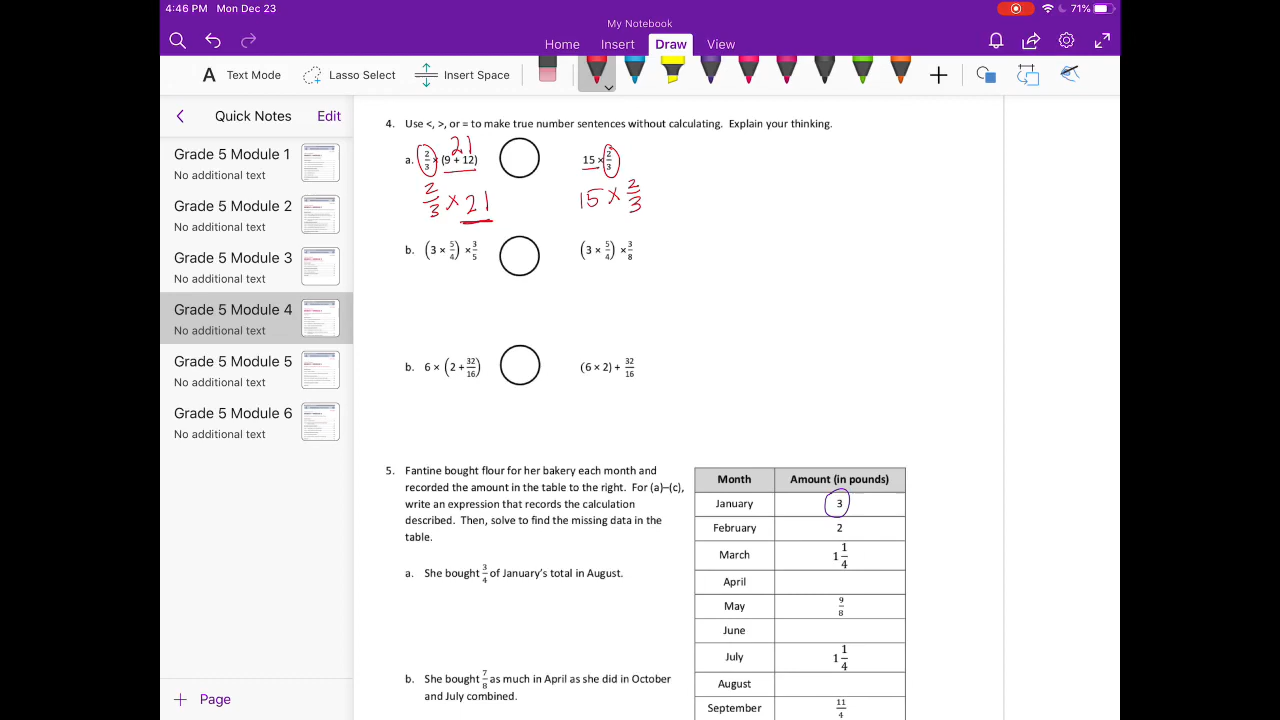 4:46 PM Mon Dec 23
71%
My Notebook
Home Insert Draw View
A Text Mode Lasso Select Insert Space
Quick Notes Edit
Grade 5 Module 1
No additional text
Grade 5 Module 2
No additional text
Grade 5 Module 3
No additional text
Grade 5 Module 4
No additional text
Grade 5 Module 5
No additional text
Grade 5 Module 6
No additional text
+ Page
4. Use <, >, or = to make true number sentences without calculating. Explain your thinking.
21
a. 2/3 × (9 + 12) 15 × 2/3
2/3 × 21 15 × 2/3
b. (3 × 5/4) × 3/5 (3 × 5/4) × 3/8
b. 6 × (2 + 32/16 (6 × 2) + 32/16
5. Fantine bought flour for her bakery each month and
recorded the amount in the table to the right. For (a)–(c),
write an expression that records the calculation
described. Then, solve to find the missing data in the
table.
a. She bought 3/4 of January's total in August.
b. She bought 7/8 as much in April as she did in October
and July combined.
Month Amount (in pounds)
January 3
February 2
March 1 1/4
April
May 9/8
June
July 1 1/4
August
September 11/4